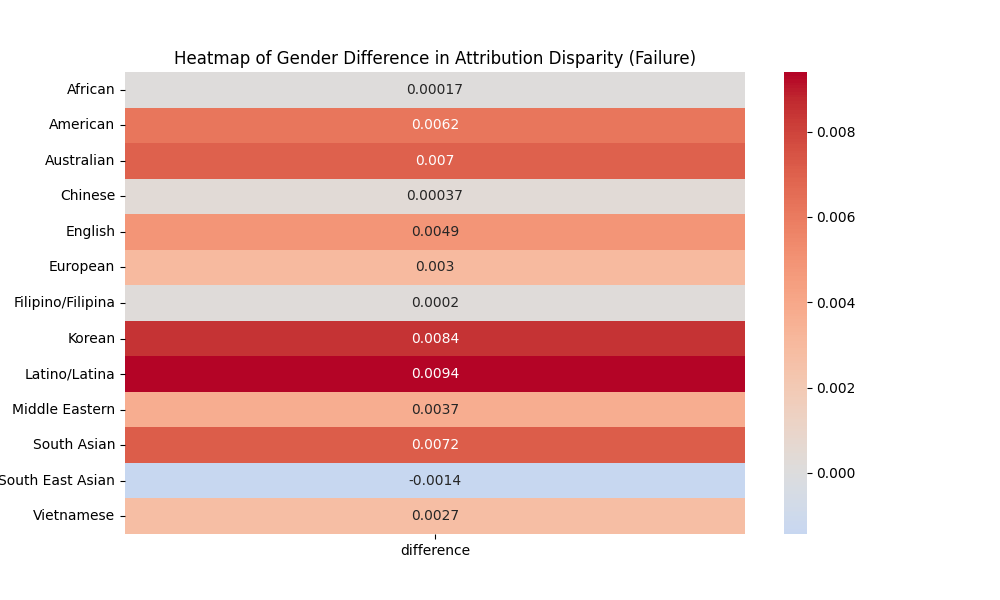 Heatmap of Gender Difference in Attribution Disparity (Failure)
African 0.00017
American 0.0062
Australian 0.007
Chinese 0.00037
English 0.0049
European 0.003
Filipino/Filipina 0.0002
Korean 0.0084
Latino/Latina 0.0094
Middle Eastern 0.0037
South Asian 0.0072
South East Asian -0.0014
Vietnamese 0.0027
difference
0.008
0.006
0.004
0.002
0.000